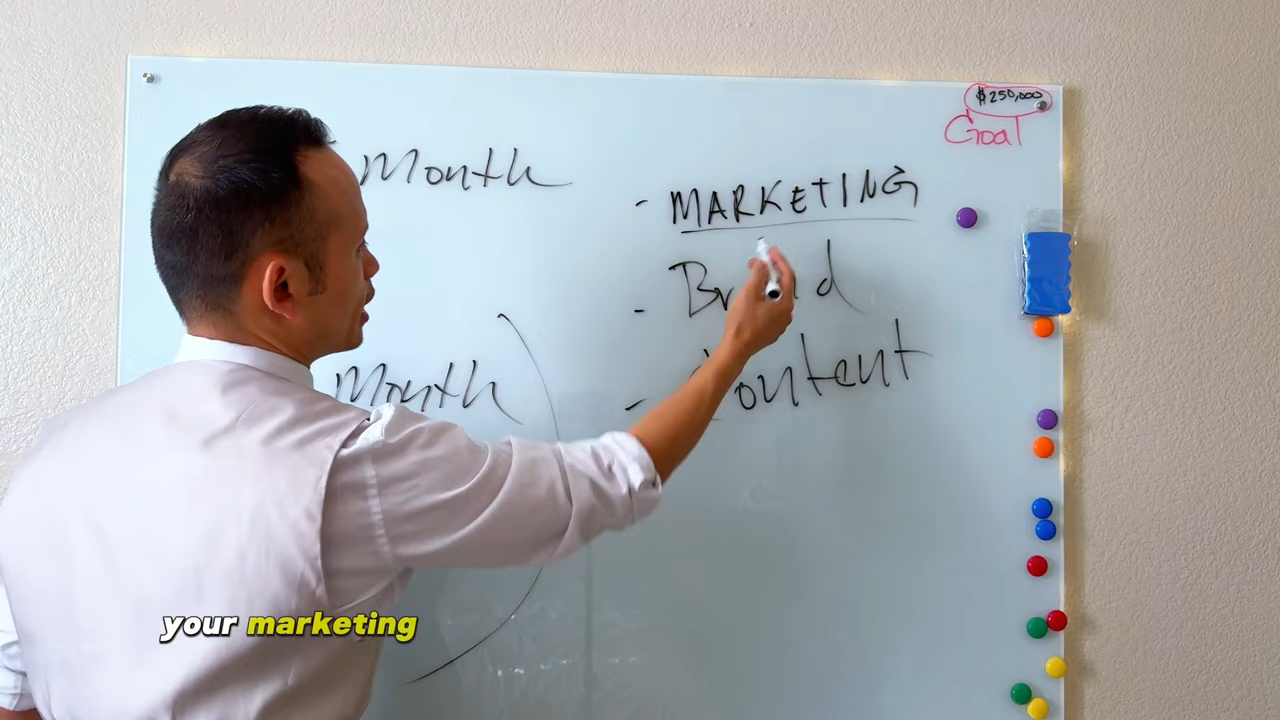 $250,000
Goal
Month
- MARKETING
- Brand
Month
- Content
your marketing